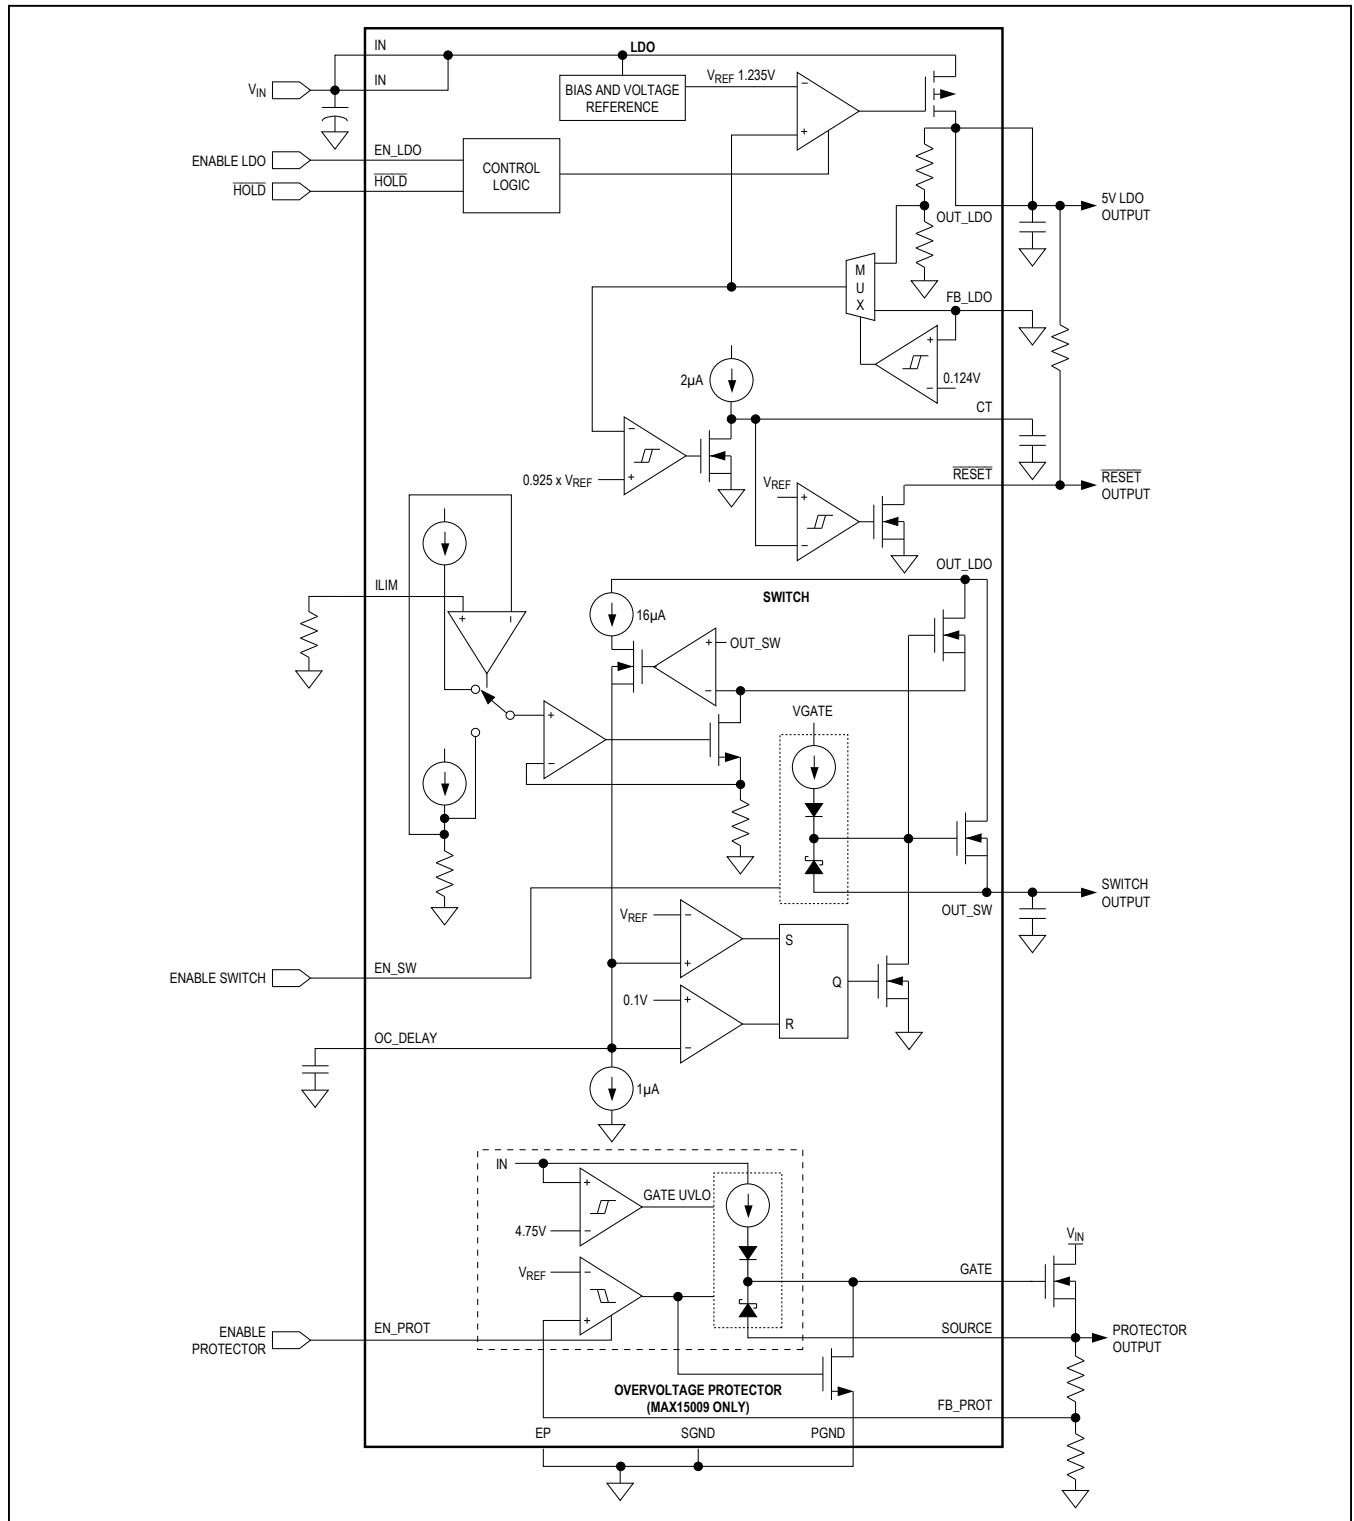 IN
LDO
IN
VIN
BIAS AND VOLTAGE
REFERENCE
VREF 1.235V
−
+
ENABLE LDO
EN_LDO
HOLD
HOLD
CONTROL
LOGIC
OUT_LDO
5V LDO
OUTPUT
M
U
X
FB_LDO
+
−
0.124V
2µA
CT
−
+
0.925 x VREF
VREF
+
−
RESET
RESET
OUTPUT
OUT_LDO
ILIM
+
−
16µA
SWITCH
+
OUT_SW
−
VGATE
+
−
SWITCH
OUTPUT
OUT_SW
VREF
−
+
S
Q
R
ENABLE SWITCH
EN_SW
0.1V
+
−
OC_DELAY
1µA
IN
+
−
4.75V
GATE UVLO
VREF
−
+
VIN
GATE
ENABLE
PROTECTOR
EN_PROT
SOURCE
PROTECTOR
OUTPUT
OVERVOLTAGE PROTECTOR
(MAX15009 ONLY)
FB_PROT
EP
SGND
PGND